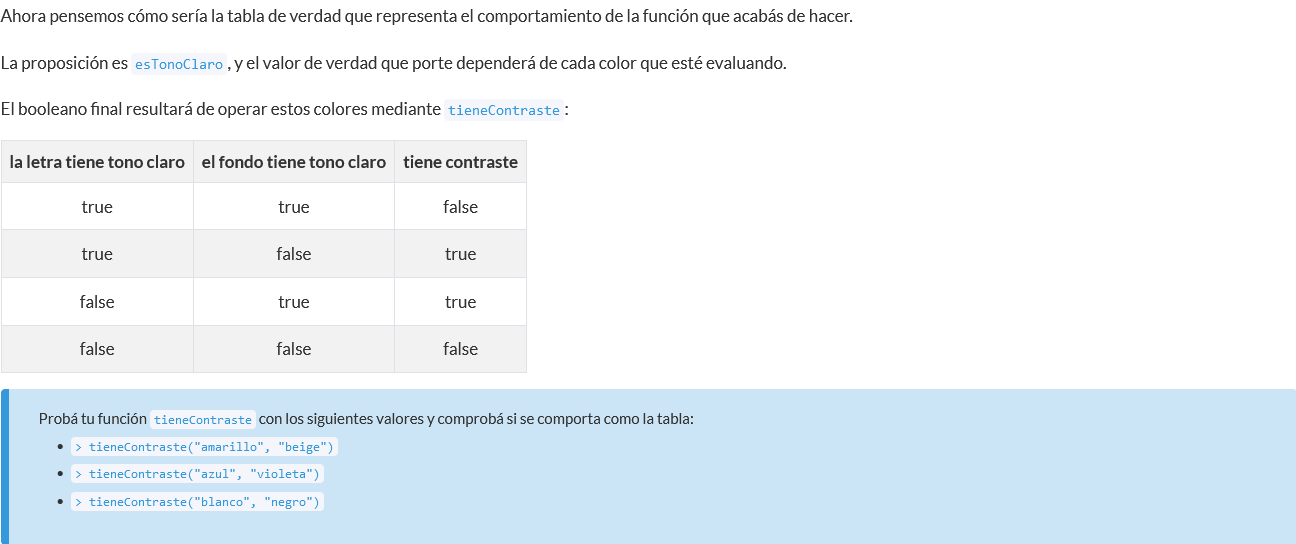 Ahora pensemos cómo sería la tabla de verdad que representa el comportamiento de la función que acabás de hacer.
La proposición es esTonoClaro, y el valor de verdad que porte dependerá de cada color que esté evaluando.
El booleano final resultará de operar estos colores mediante tieneContraste:
la letra tiene tono claro el fondo tiene tono claro tiene contraste
true true false
true false true
false true true
false false false
Probá tu función tieneContraste con los siguientes valores y comprobá si se comporta como la tabla:
• > tieneContraste("amarillo", "beige")
• > tieneContraste("azul", "violeta")
• > tieneContraste("blanco", "negro")